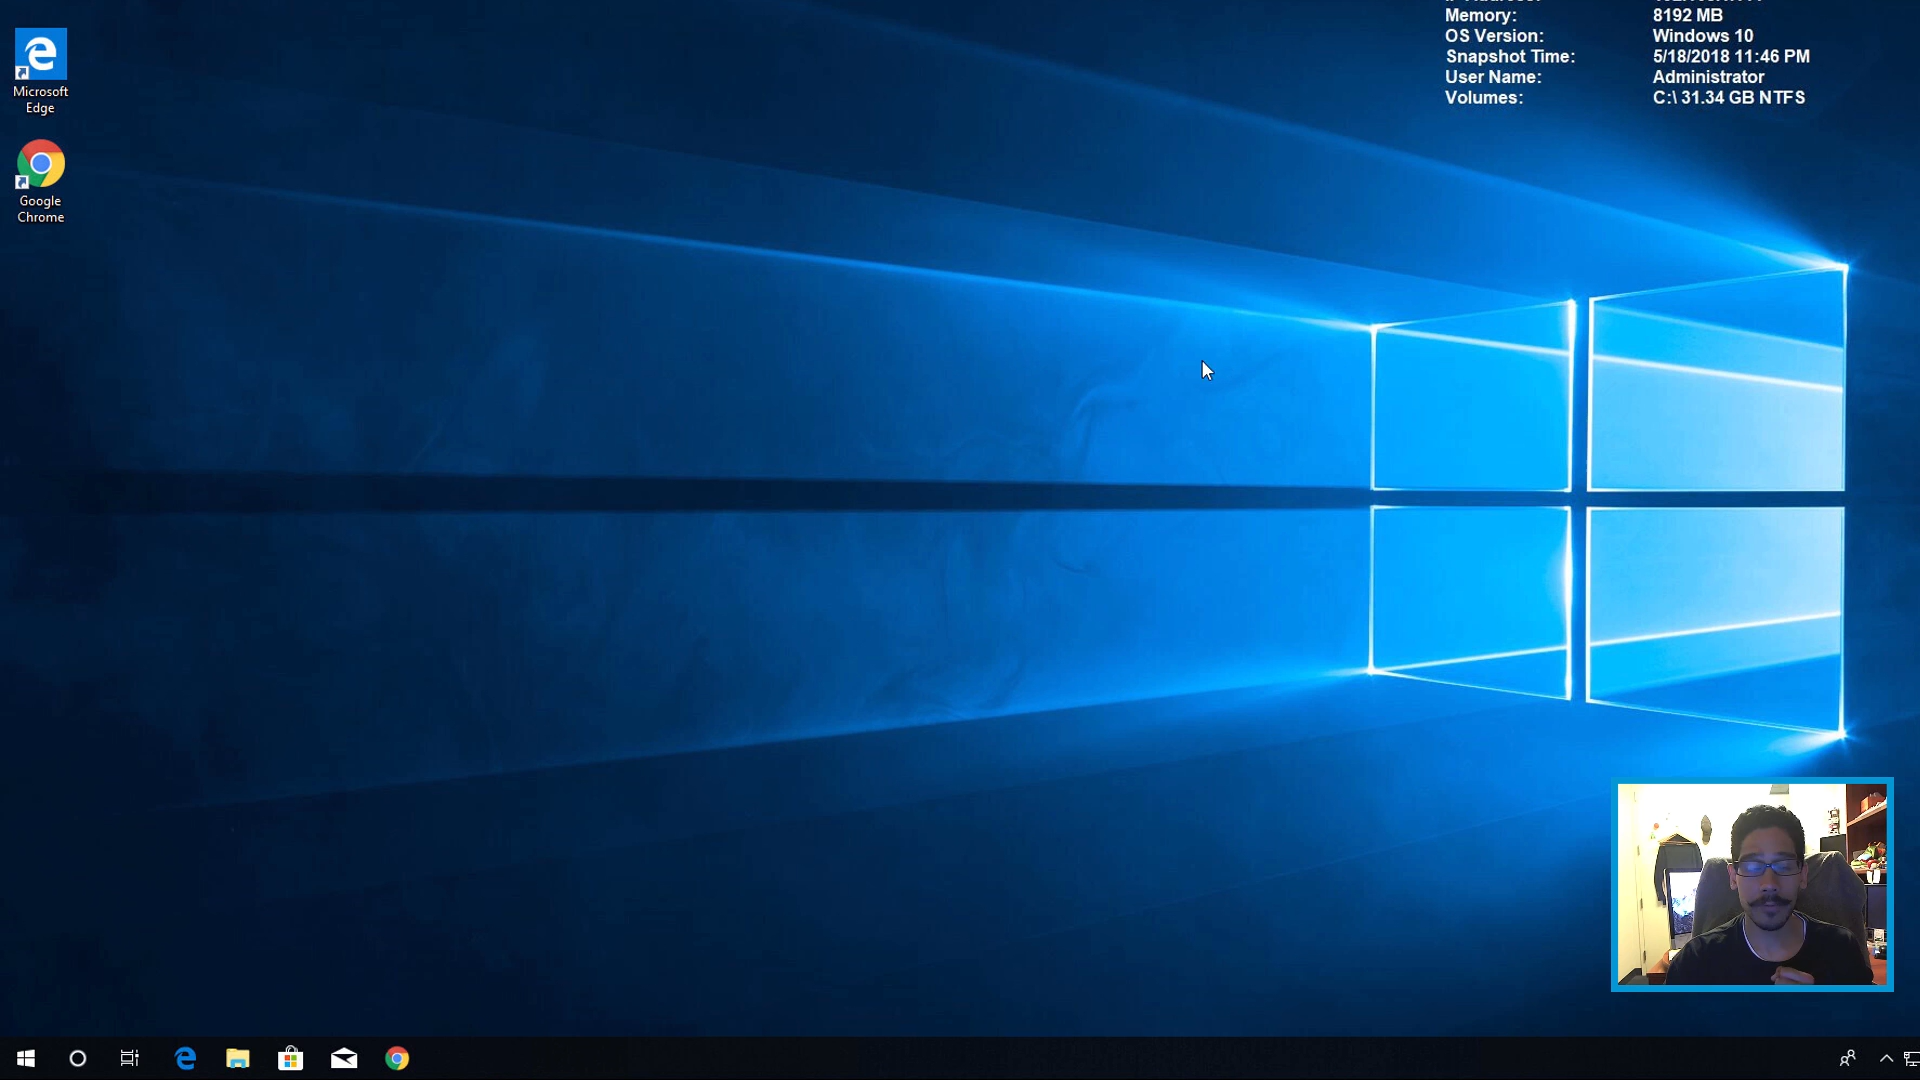 Memory: 8192 MB
OS Version: Windows 10
Snapshot Time: 5/18/2018 11:46 PM
User Name: Administrator
Volumes: C:\ 31.34 GB NTFS
Microsoft
Edge
Google
Chrome